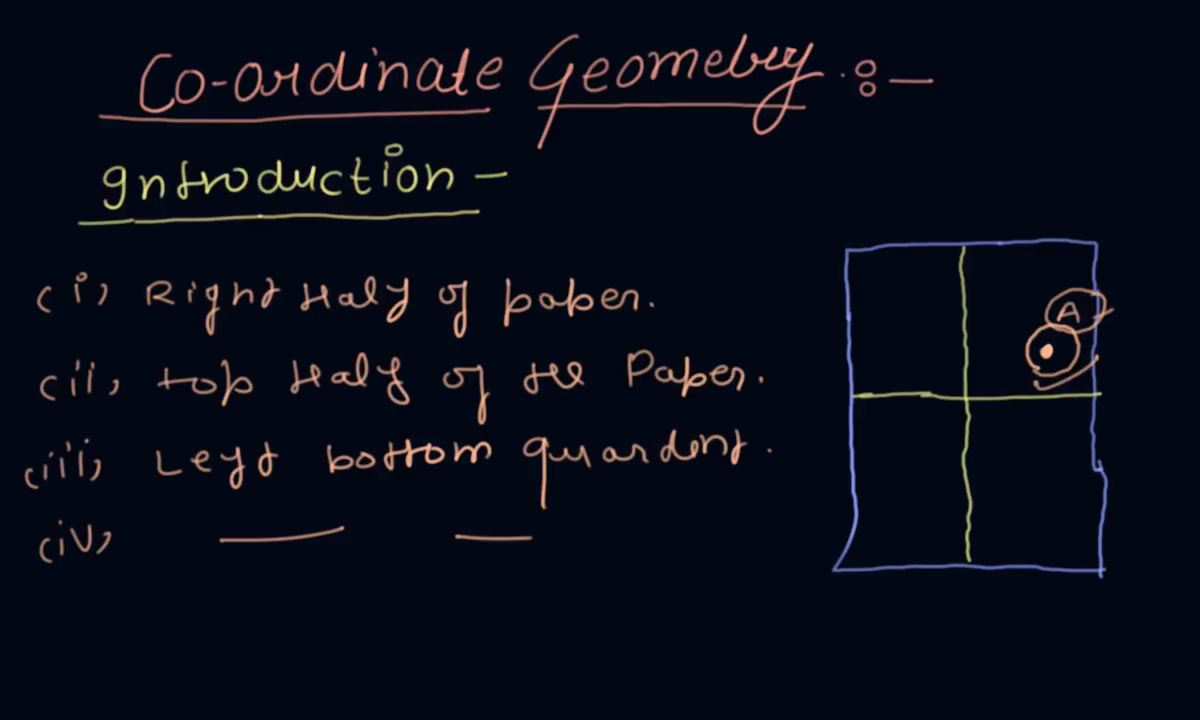 Co-ordinate Geometry :-
Introduction -
(i) Right Half of paper.
(ii) top Half of the Paper.
(iii) Left bottom quardent.
(iv)
A